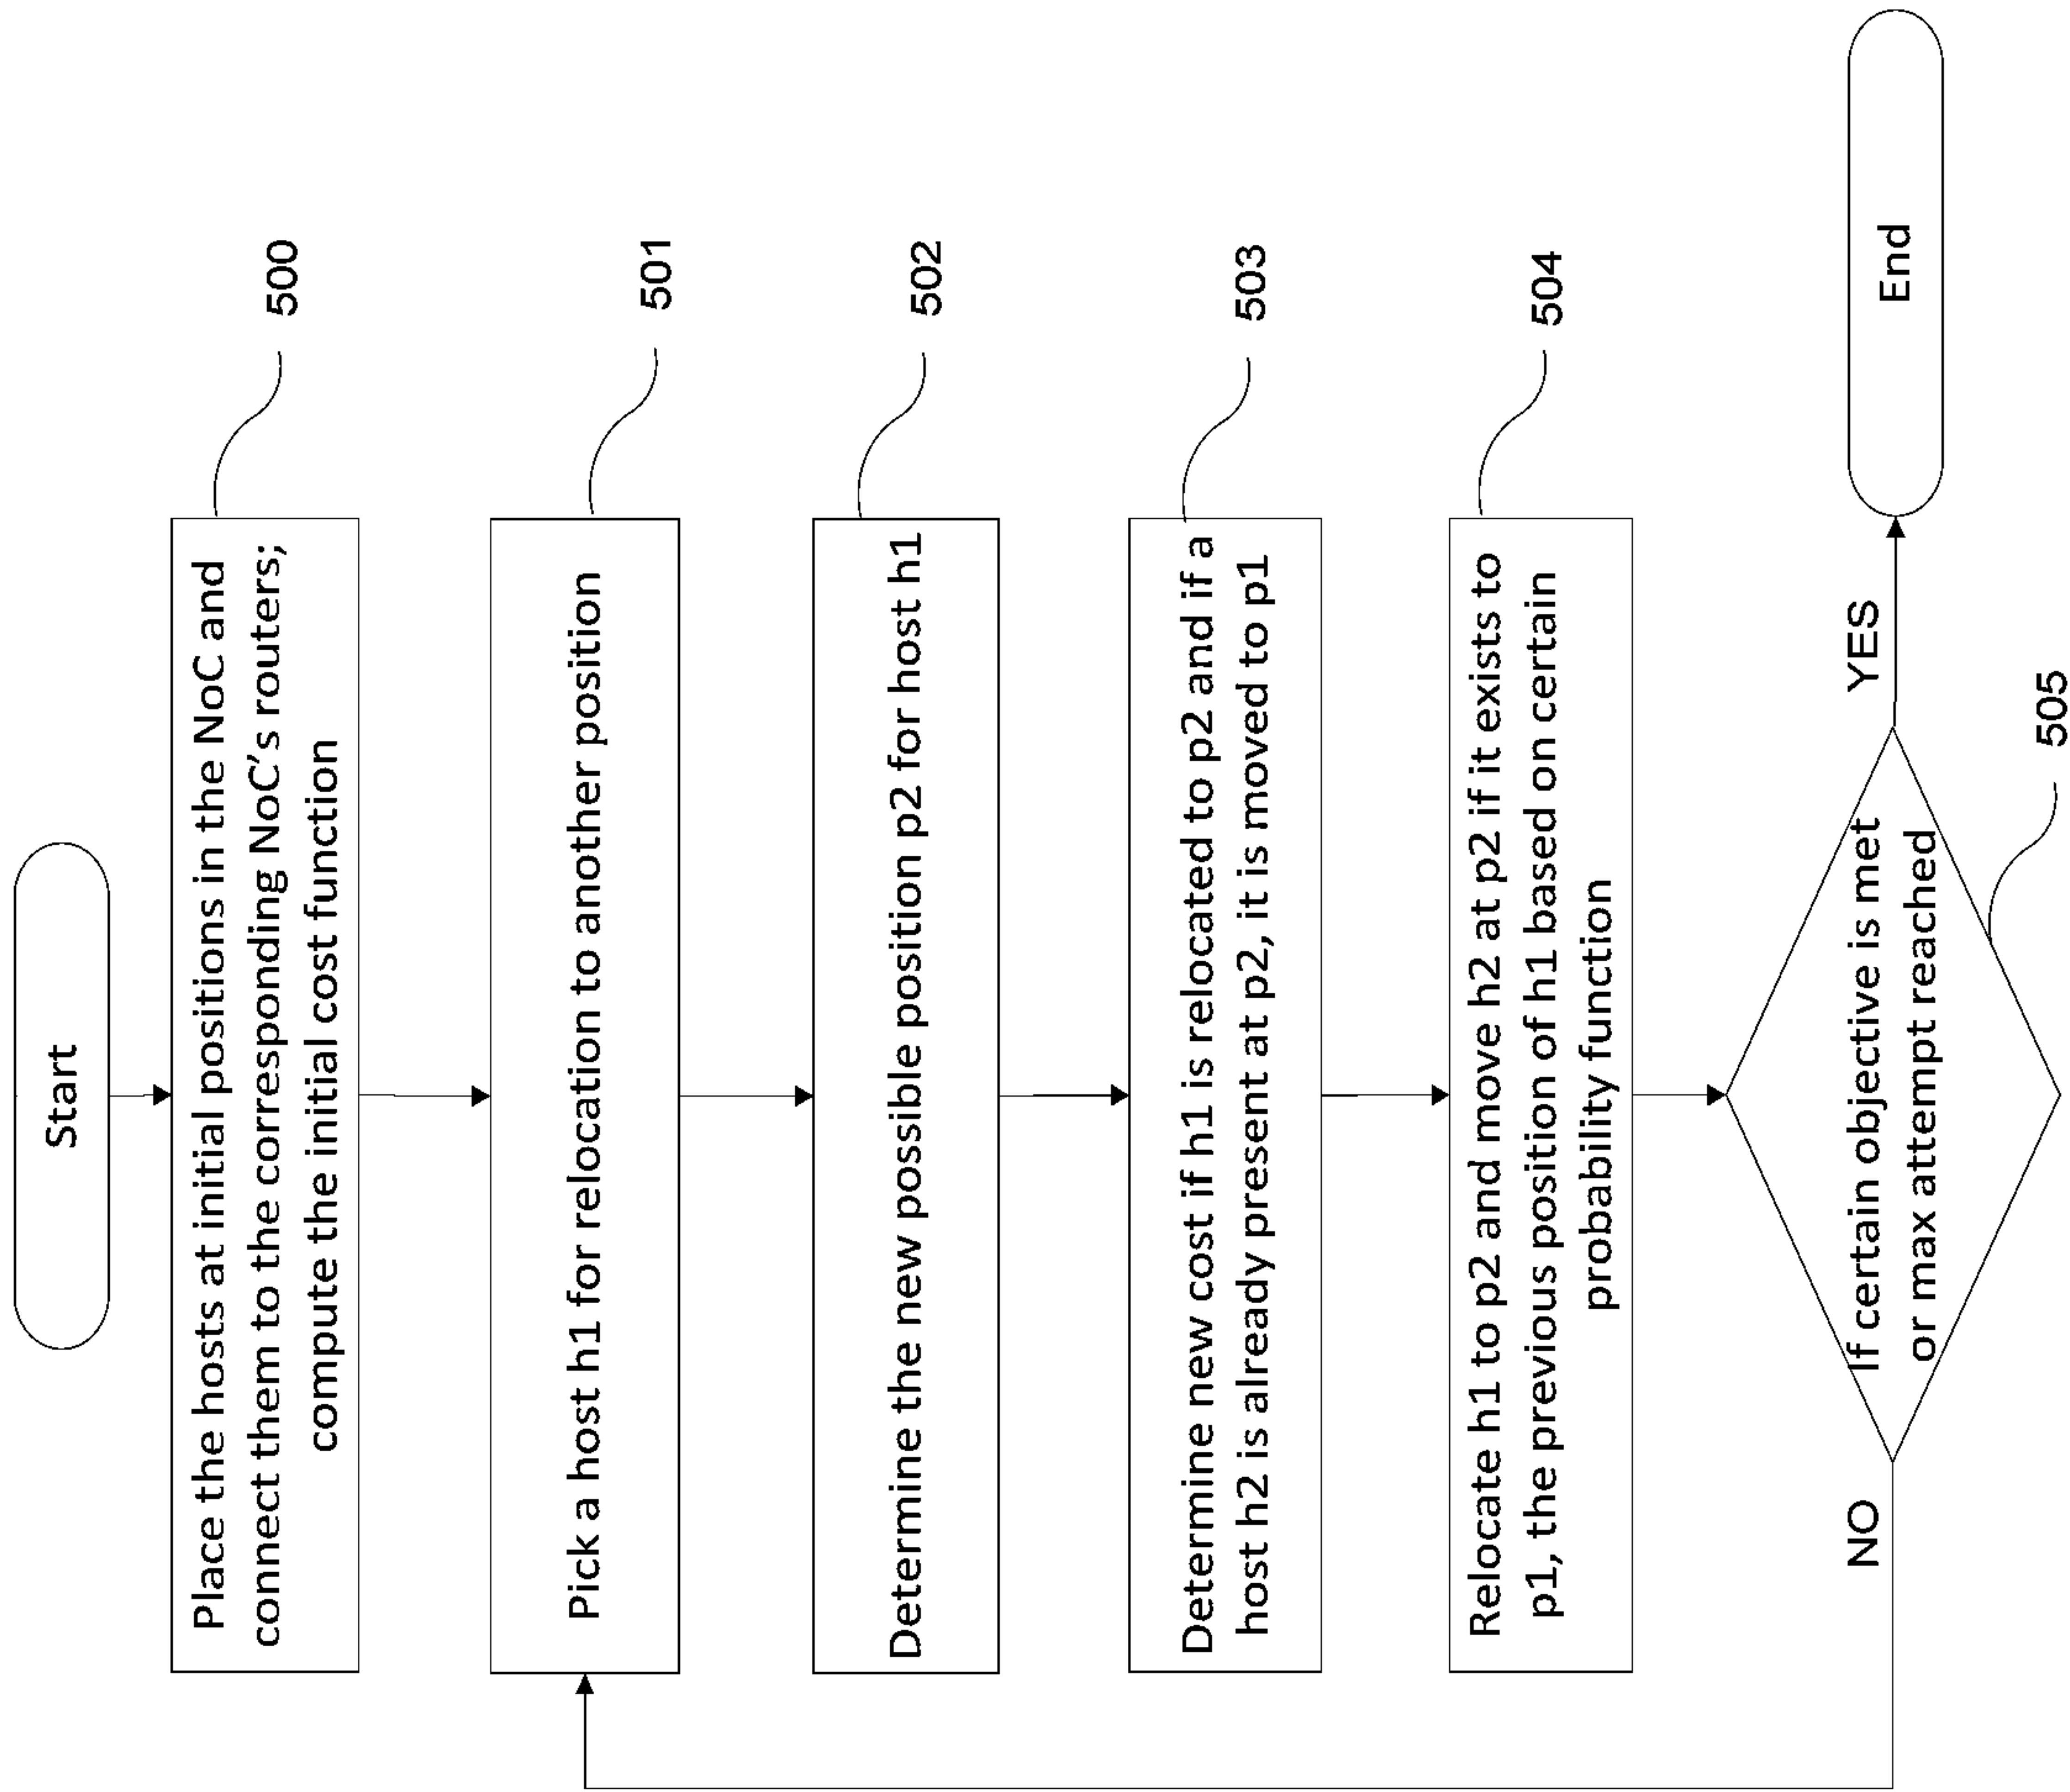 Start
Place the hosts at initial positions in the NoC and
connect them to the corresponding NoC's routers;
compute the initial cost function
500
Pick a host h1 for relocation to another position
501
Determine the new possible position p2 for host h1
502
Determine new cost if h1 is relocated to p2 and if a
host h2 is already present at p2, it is moved to p1
503
Relocate h1 to p2 and move h2 at p2 if it exists to
p1, the previous position of h1 based on certain
probability function
504
If certain objective is met
or max attempt reached
505
NO
YES
End